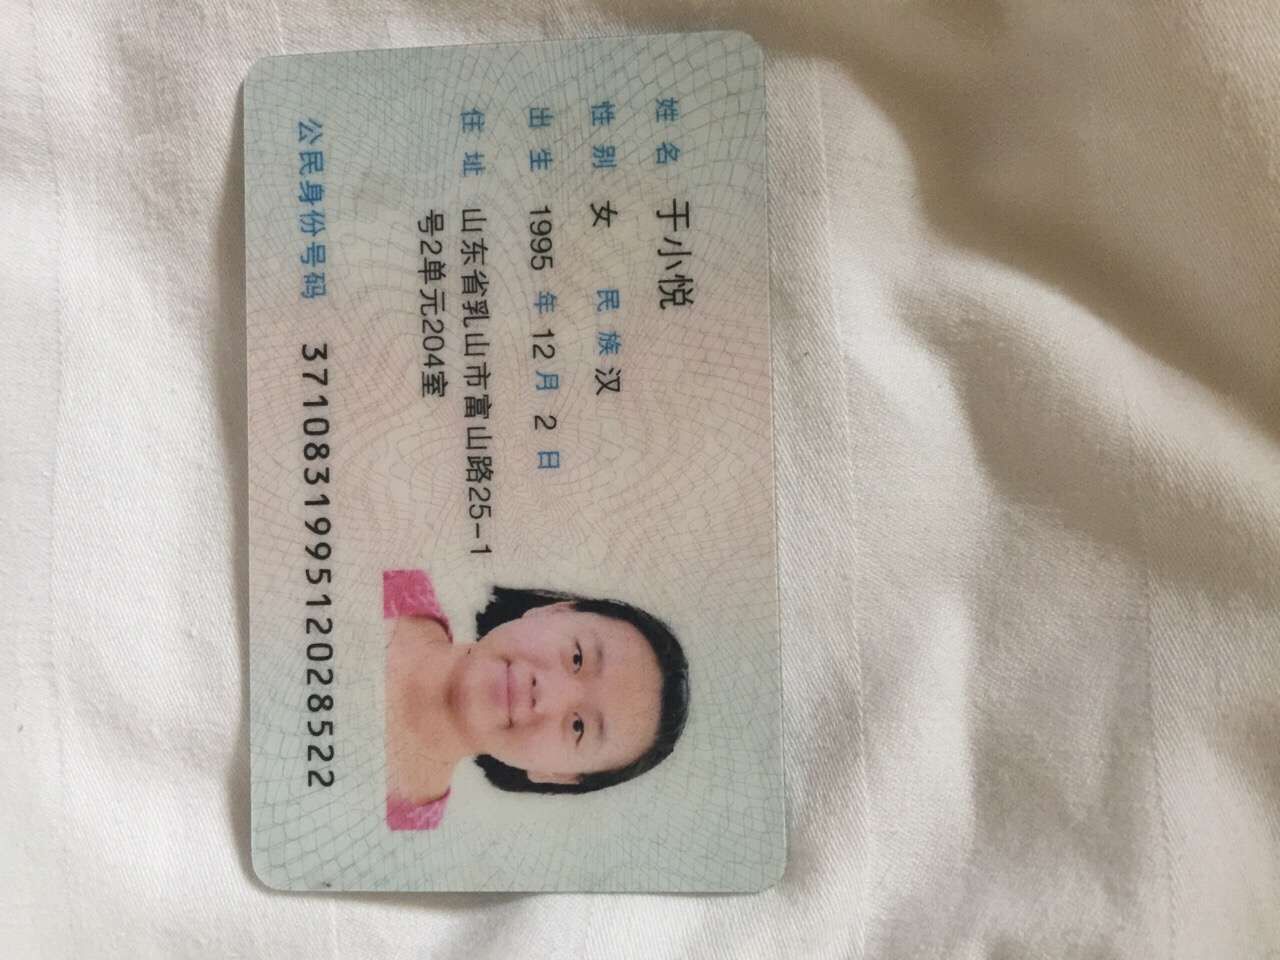 姓名 于小悦
性别 女 民族 汉
出生 1995 年 12 月 2 日
住址 山东省乳山市富山路25-1
号2单元204室
公民身份号码 371083199512028522